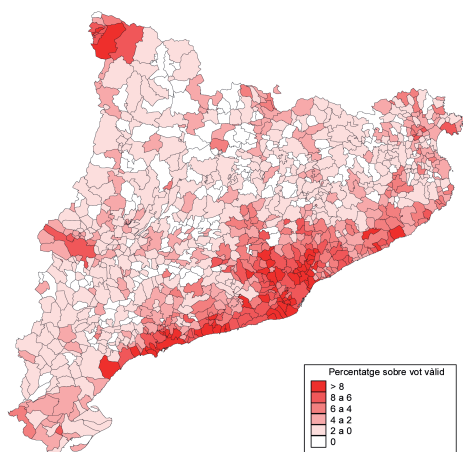 Percentatge sobre vot vàlid
> 8
8 a 6
6 a 4
4 a 2
2 a 0
0